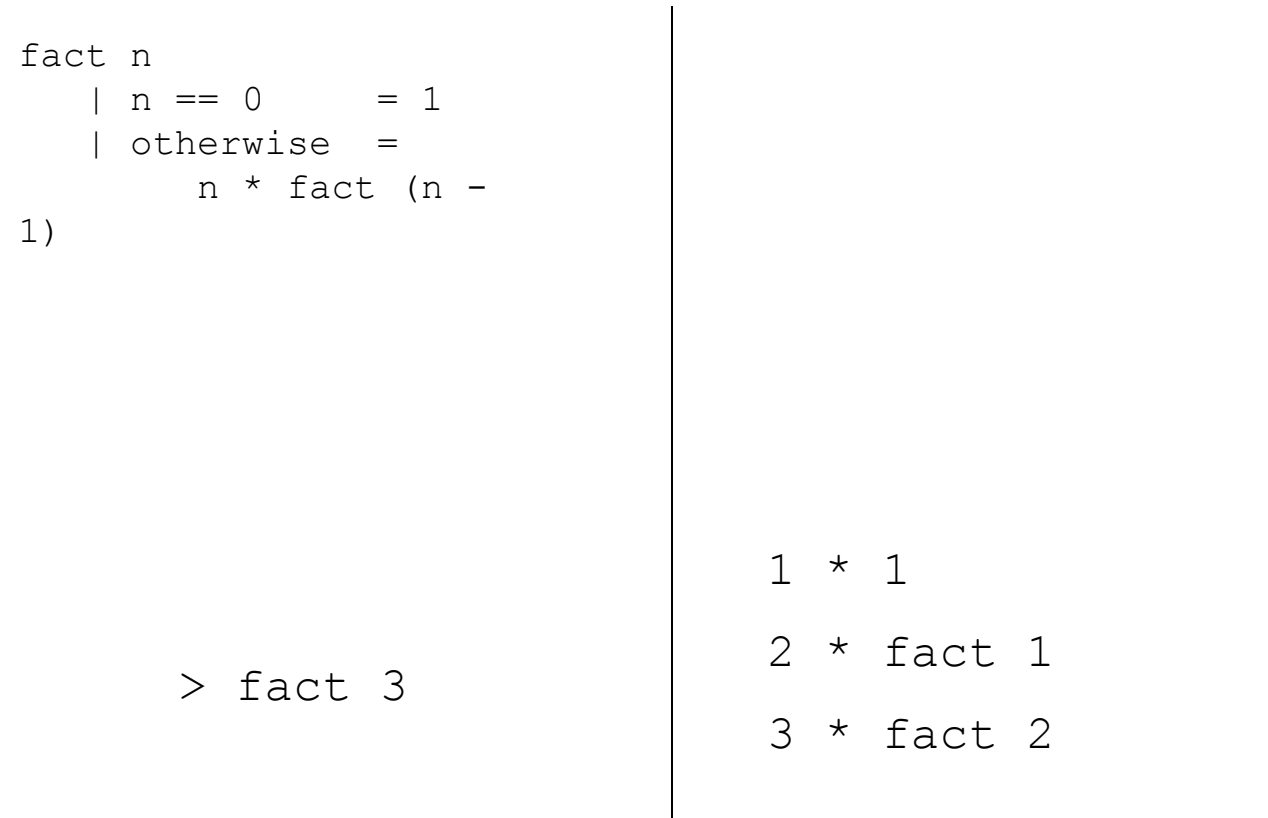 fact n
   | n == 0     = 1
   | otherwise  =
        n * fact (n -
1)
> fact 3
1 * 1
2 * fact 1
3 * fact 2